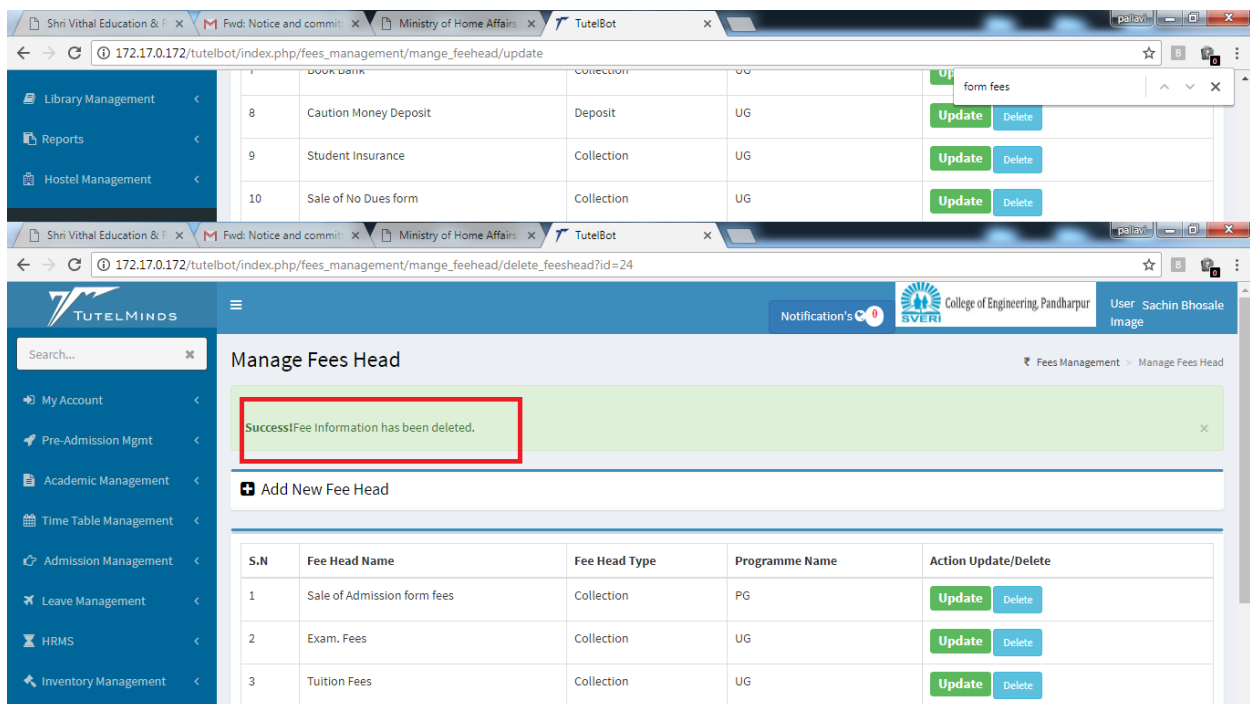 Shri Vithal Education & R
Fwd: Notice and commit
Ministry of Home Affairs
TutelBot
pallavi
172.17.0.172/tutelbot/index.php/fees_management/mange_feehead/update
form fees
7 Book Bank Collection UG
Library Management
8 Caution Money Deposit Deposit UG Update Delete
Reports
9 Student Insurance Collection UG Update Delete
Hostel Management
10 Sale of No Dues form Collection UG Update Delete
Shri Vithal Education & R
Fwd: Notice and commit
Ministry of Home Affairs
TutelBot
pallavi
172.17.0.172/tutelbot/index.php/fees_management/mange_feehead/delete_feeshead?id=24
TUTELMINDS
Notification's 0
SVERI
College of Engineering, Pandharpur
User Image
Sachin Bhosale
Search...
Manage Fees Head
₹ Fees Management > Manage Fees Head
My Account
Success!Fee Information has been deleted.
Pre-Admission Mgmt
Academic Management
Add New Fee Head
Time Table Management
Admission Management
S.N Fee Head Name Fee Head Type Programme Name Action Update/Delete
Leave Management
1 Sale of Admission form fees Collection PG Update Delete
HRMS
2 Exam. Fees Collection UG Update Delete
Inventory Management
3 Tuition Fees Collection UG Update Delete